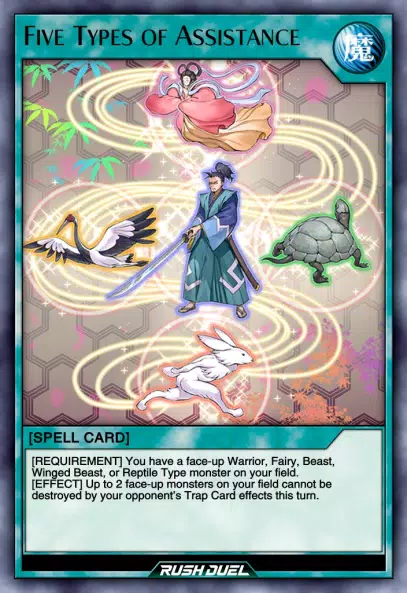 Five Types of Assistance
魔
[SPELL CARD]
[REQUIREMENT] You have a face-up Warrior, Fairy, Beast,
Winged Beast, or Reptile Type monster on your field.
[EFFECT] Up to 2 face-up monsters on your field cannot be
destroyed by your opponent's Trap Card effects this turn.
RUSH DUEL